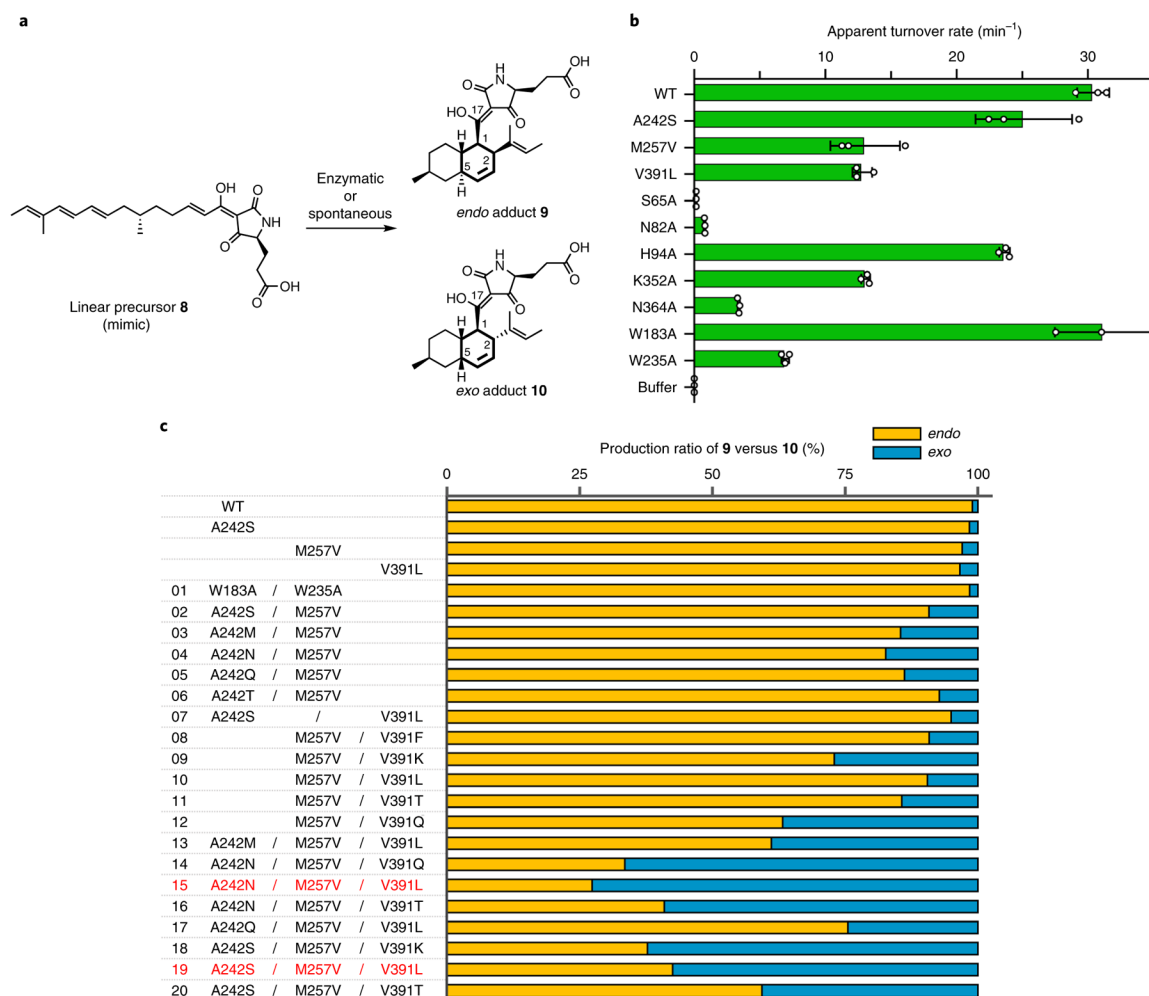 a
OH
O
NH
O
O
OH
Linear precursor 8
(mimic)
Enzymatic
or
spontaneous
H
N
O
OH
O
HO
17
O
H
1
2
5
H
endo adduct 9
H
N
O
OH
O
HO
17
O
H
1
2
5
H
exo adduct 10
b
Apparent turnover rate (min–1)
0 10 20 30
WT
A242S
M257V
V391L
S65A
N82A
H94A
K352A
N364A
W183A
W235A
Buffer
c
endo
exo
Production ratio of 9 versus 10 (%)
0 25 50 75 100
WT
A242S
M257V
V391L
01 W183A / W235A
02 A242S / M257V
03 A242M / M257V
04 A242N / M257V
05 A242Q / M257V
06 A242T / M257V
07 A242S / V391L
08 M257V / V391F
09 M257V / V391K
10 M257V / V391L
11 M257V / V391T
12 M257V / V391Q
13 A242M / M257V / V391L
14 A242N / M257V / V391Q
15 A242N / M257V / V391L
16 A242N / M257V / V391T
17 A242Q / M257V / V391L
18 A242S / M257V / V391K
19 A242S / M257V / V391L
20 A242S / M257V / V391T